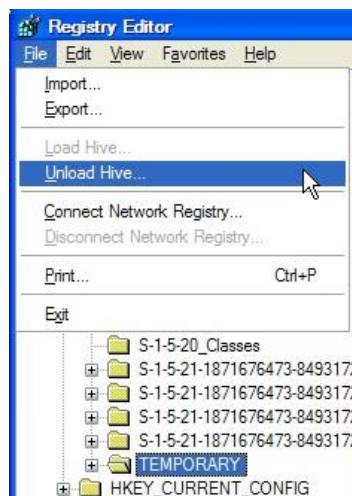 Registry Editor
File Edit View Favorites Help
Import...
Export...
Load Hive...
Unload Hive...
Connect Network Registry...
Disconnect Network Registry...
Print... Ctrl+P
Exit
S-1-5-20_Classes
S-1-5-21-1871676473-849317
S-1-5-21-1871676473-849317
S-1-5-21-1871676473-849317
S-1-5-21-1871676473-849317
TEMPORARY
HKEY_CURRENT_CONFIG